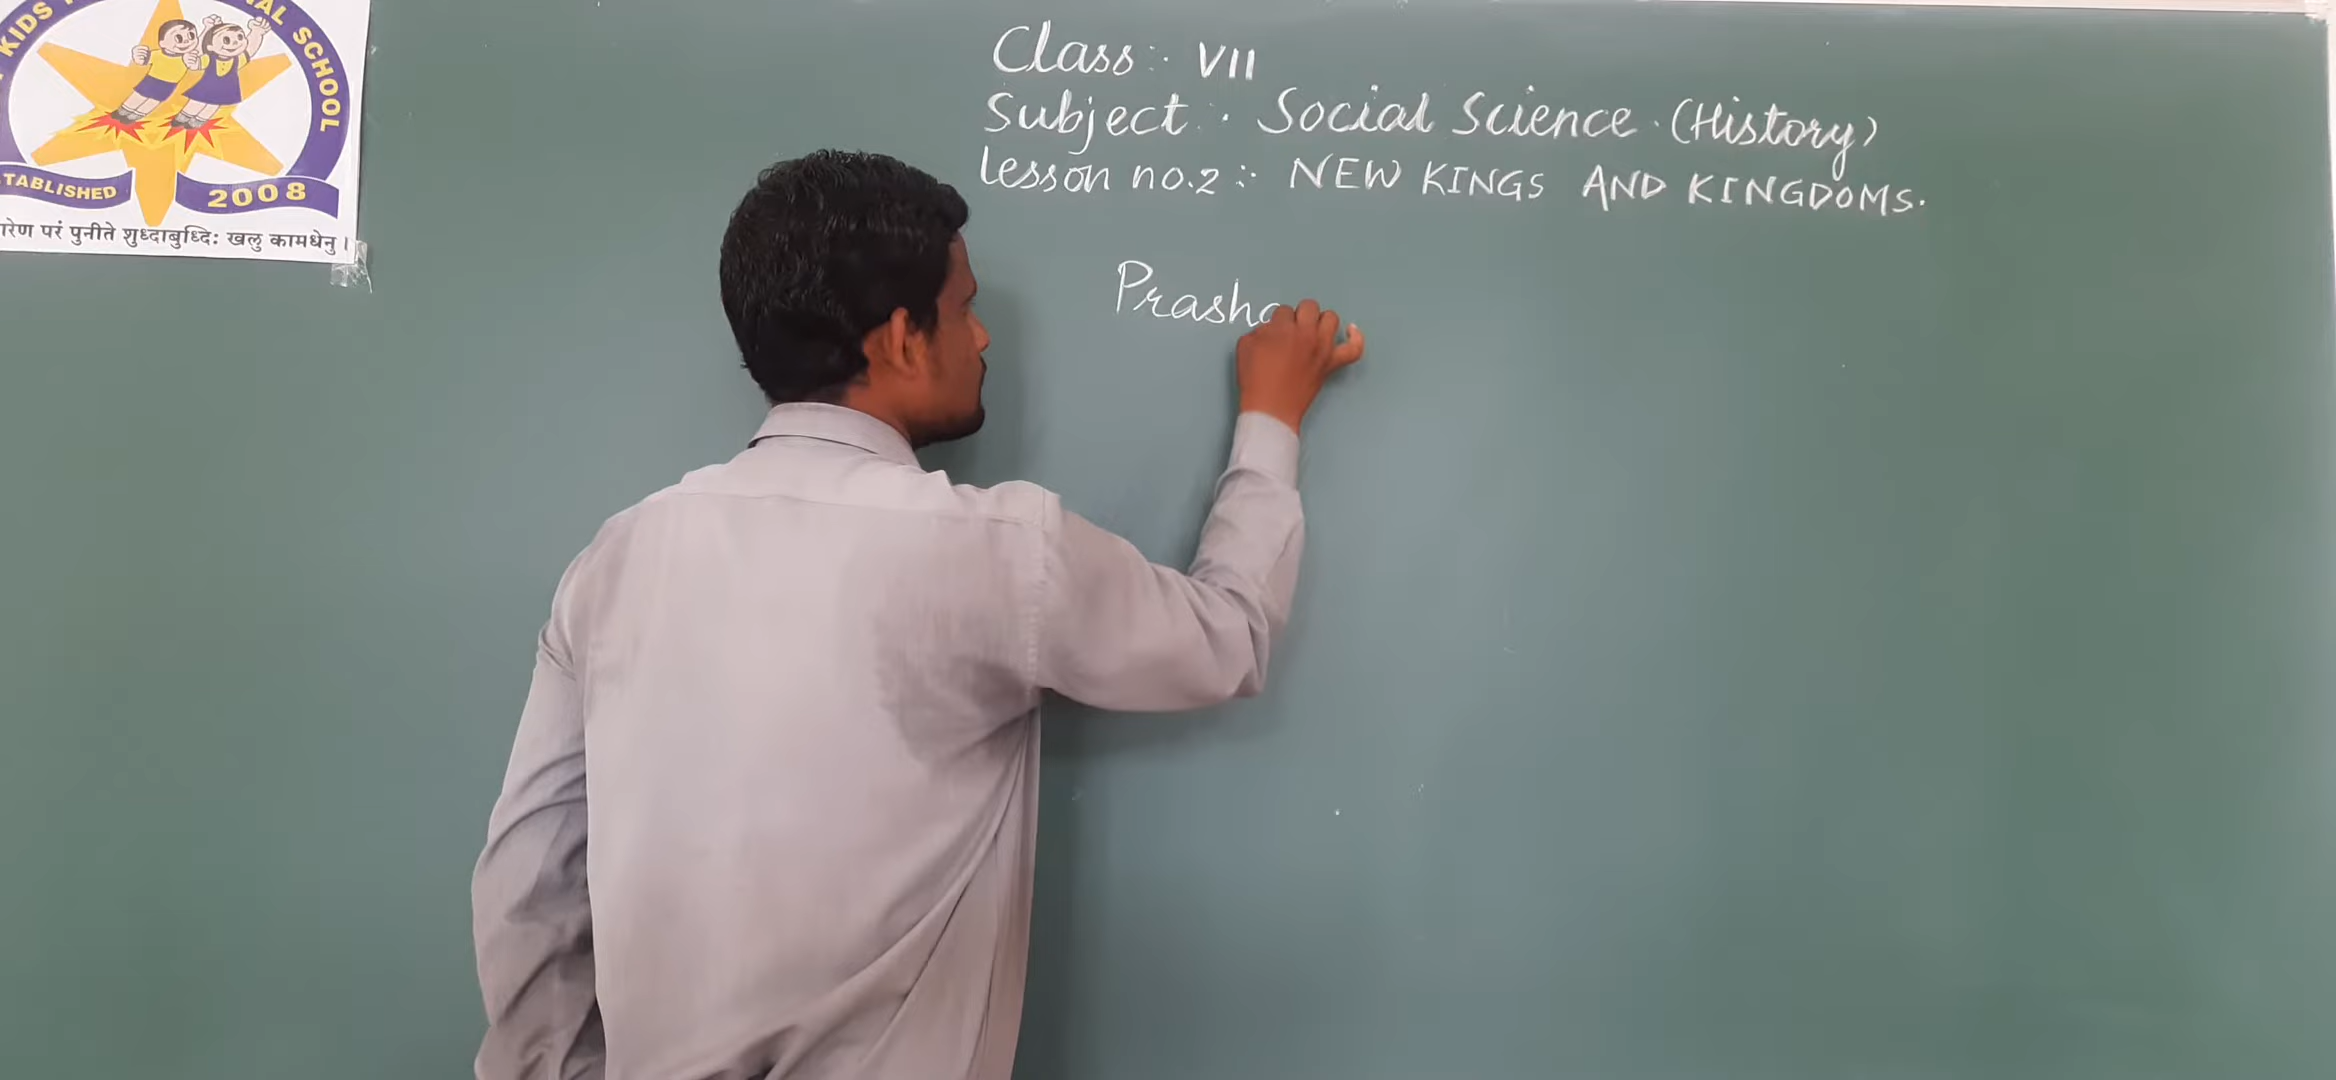 KIDS
AL SCHOOL
TABLISHED 2008
रेण परं पुनीते शुध्दाबुध्दिः खलु कामधेनु।
Class :· VII
Subject :· Social Science · (History)
Lesson no.2 :· NEW KINGS AND KINGDOMS.
Prasha